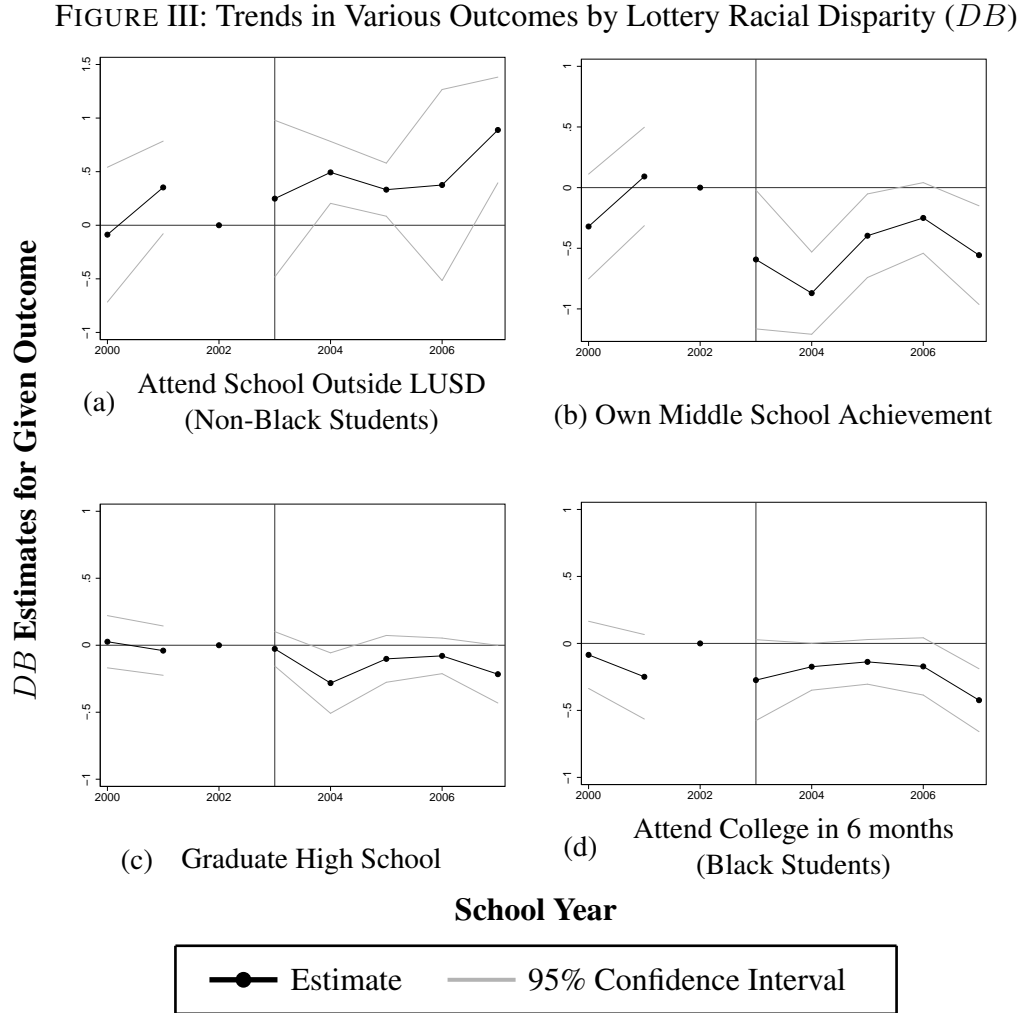 FIGURE III: Trends in Various Outcomes by Lottery Racial Disparity (DB)
DB Estimates for Given Outcome
1.5
1
.5
0
-.5
-1
2000 2002 2004 2006
(a) Attend School Outside LUSD
(Non-Black Students)
1
.5
0
-.5
-1
2000 2002 2004 2006
(b) Own Middle School Achievement
1
.5
0
-.5
-1
2000 2002 2004 2006
(c) Graduate High School
1
.5
0
-.5
-1
2000 2002 2004 2006
(d) Attend College in 6 months
(Black Students)
School Year
Estimate 95% Confidence Interval